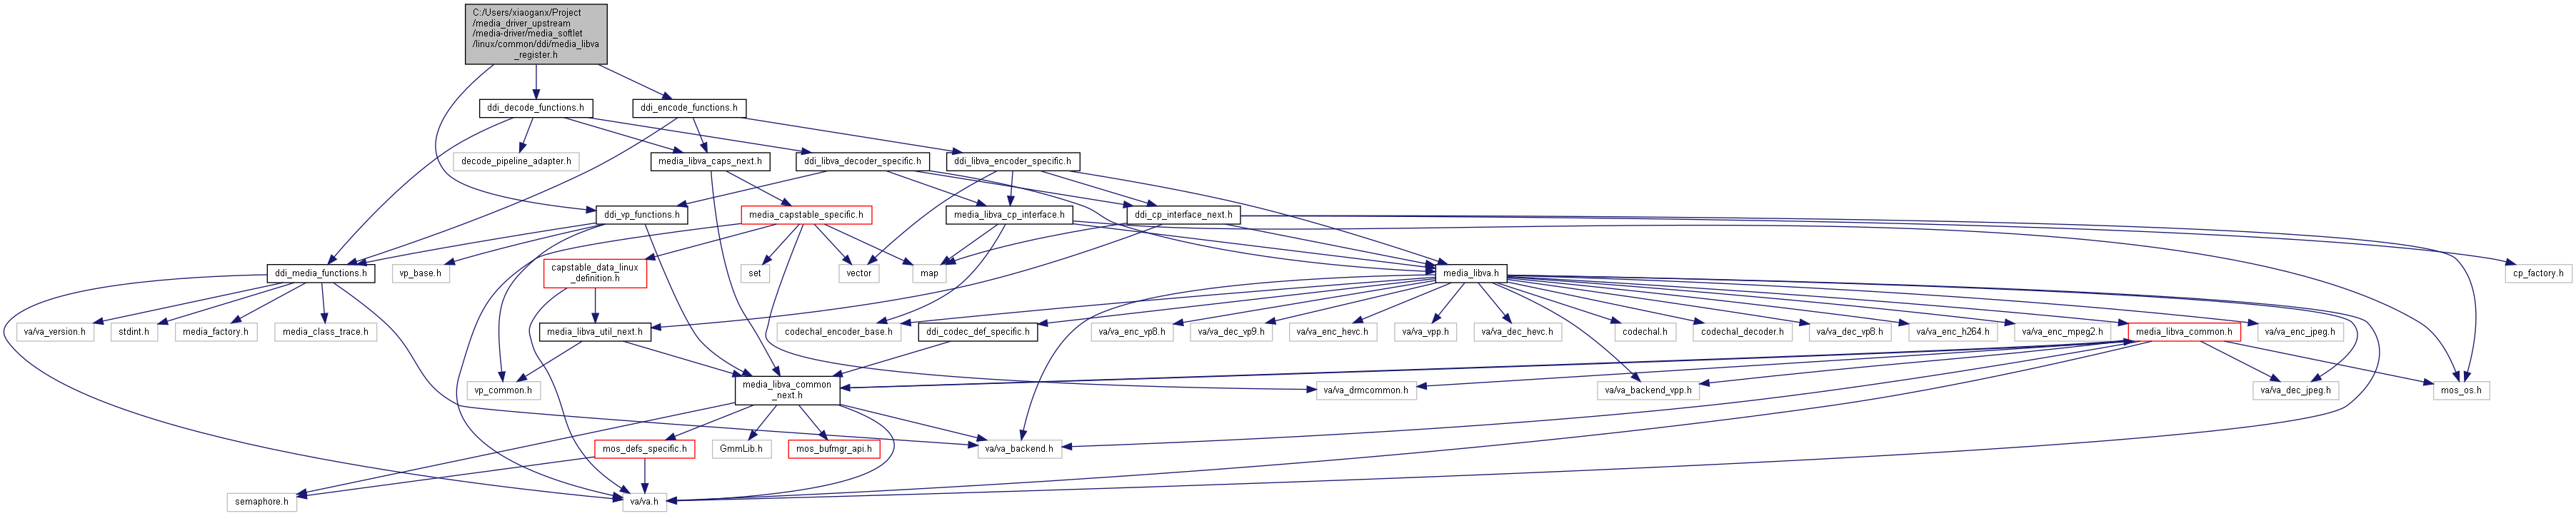 C:/Users/xiaoganx/Project
/media_driver_upstream
/media-driver/media_softlet
/linux/common/ddi/media_libva
_register.h
ddi_decode_functions.h
ddi_encode_functions.h
decode_pipeline_adapter.h
media_libva_caps_next.h
ddi_libva_decoder_specific.h
ddi_libva_encoder_specific.h
ddi_vp_functions.h
media_capstable_specific.h
media_libva_cp_interface.h
ddi_cp_interface_next.h
ddi_media_functions.h
vp_base.h
capstable_data_linux
_definition.h
set
vector
map
media_libva.h
cp_factory.h
va/va_version.h
stdint.h
media_factory.h
media_class_trace.h
media_libva_util_next.h
codechal_encoder_base.h
ddi_codec_def_specific.h
va/va_enc_vp8.h
va/va_dec_vp9.h
va/va_enc_hevc.h
va/va_vpp.h
va/va_dec_hevc.h
codechal.h
codechal_decoder.h
va/va_dec_vp8.h
va/va_enc_h264.h
va/va_enc_mpeg2.h
media_libva_common.h
va/va_enc_jpeg.h
vp_common.h
media_libva_common
_next.h
va/va_drmcommon.h
va/va_backend_vpp.h
va/va_dec_jpeg.h
mos_os.h
mos_defs_specific.h
GmmLib.h
mos_bufmgr_api.h
va/va_backend.h
semaphore.h
va/va.h